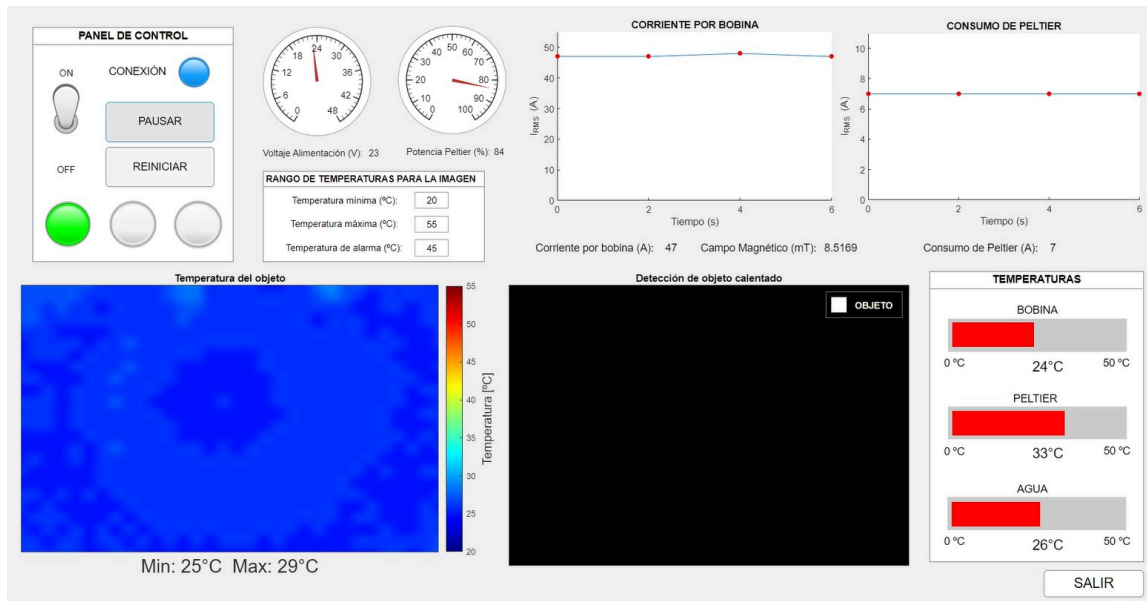 PANEL DE CONTROL
ON
CONEXIÓN
PAUSAR
REINICIAR
OFF
0 6 12 18 24 30 36 42 48
Voltaje Alimentación (V): 23
0 10 20 30 40 50 60 70 80 90 100
Potencia Peltier (%): 84
RANGO DE TEMPERATURAS PARA LA IMAGEN
Temperatura mínima (ºC): 20
Temperatura máxima (ºC): 55
Temperatura de alarma (ºC): 45
CORRIENTE POR BOBINA
I_RMS (A)
50
40
30
20
10
0
0 2 4 6
Tiempo (s)
Corriente por bobina (A): 47 Campo Magnético (mT): 8.5169
CONSUMO DE PELTIER
I_RMS (A)
10
8
6
4
2
0
0 2 4 6
Tiempo (s)
Consumo de Peltier (A): 7
Temperatura del objeto
55
50
45
40
35
30
25
20
Temperatura [ºC]
Min: 25°C Max: 29°C
Detección de objeto calentado
OBJETO
TEMPERATURAS
BOBINA
0 ºC 24°C 50 ºC
PELTIER
0 ºC 33°C 50 ºC
AGUA
0 ºC 26°C 50 ºC
SALIR